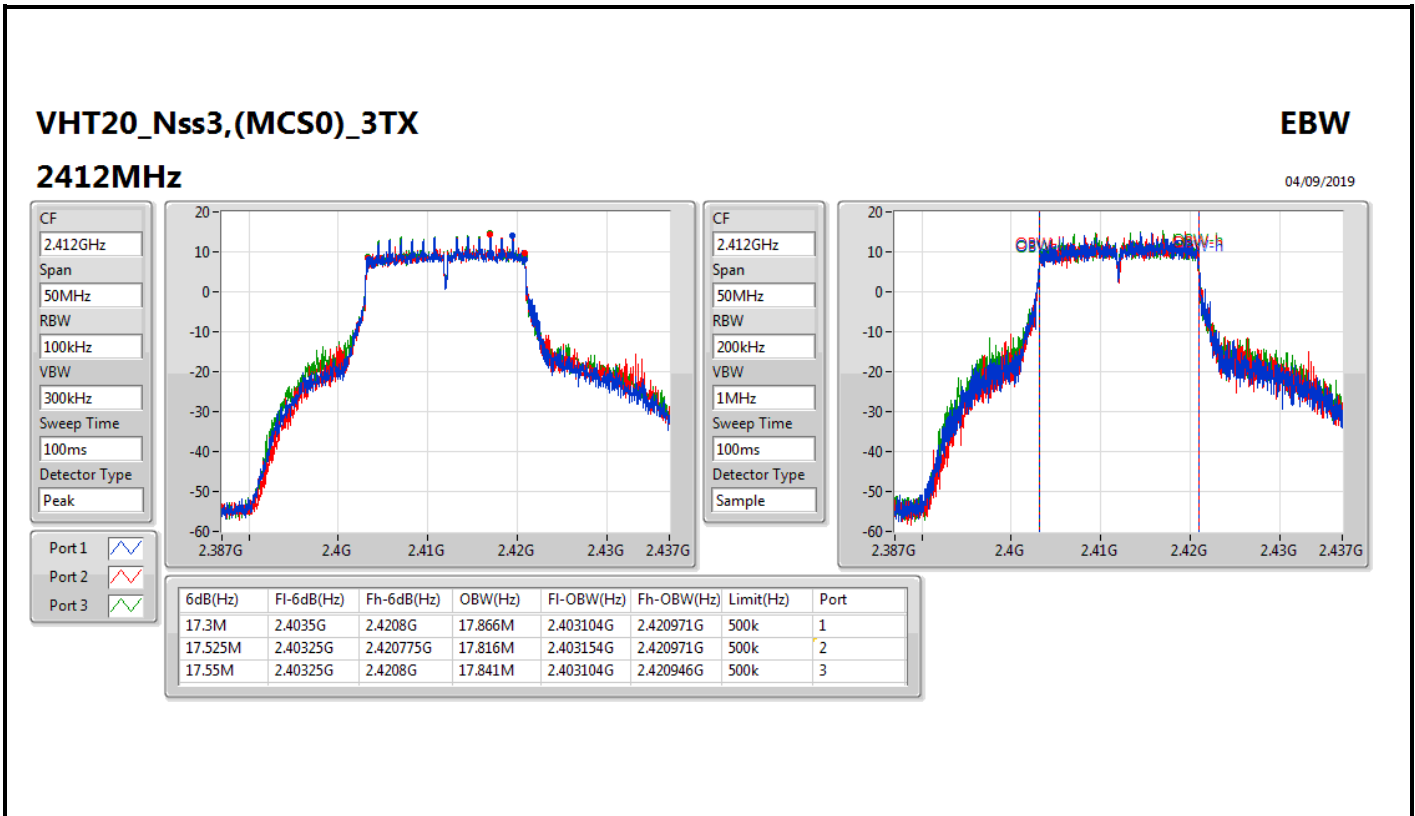 VHT20_Nss3,(MCS0)_3TX
EBW
2412MHz
04/09/2019
CF
2.412GHz
Span
50MHz
RBW
100kHz
VBW
300kHz
Sweep Time
100ms
Detector Type
Peak
20
10
0
-10
-20
-30
-40
-50
-60
2.387G 2.4G 2.41G 2.42G 2.43G 2.437G
CF
2.412GHz
Span
50MHz
RBW
200kHz
VBW
1MHz
Sweep Time
100ms
Detector Type
Sample
20
10
0
-10
-20
-30
-40
-50
-60
OBW-h
2.387G 2.4G 2.41G 2.42G 2.43G 2.437G
Port 1
Port 2
Port 3
6dB(Hz) Fl-6dB(Hz) Fh-6dB(Hz) OBW(Hz) Fl-OBW(Hz) Fh-OBW(Hz) Limit(Hz) Port
17.3M 2.4035G 2.4208G 17.866M 2.403104G 2.420971G 500k 1
17.525M 2.40325G 2.420775G 17.816M 2.403154G 2.420971G 500k 2
17.55M 2.40325G 2.4208G 17.841M 2.403104G 2.420946G 500k 3